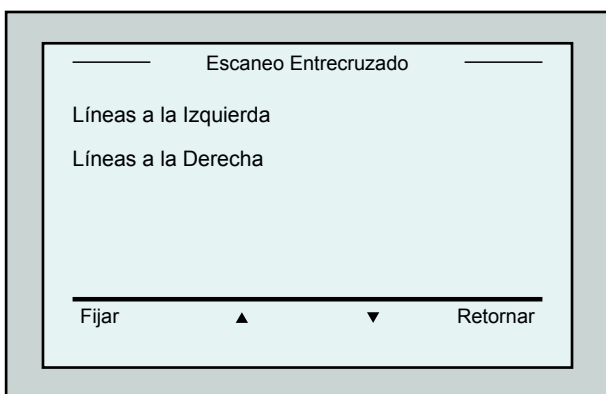 Escaneo Entrecruzado
Líneas a la Izquierda
Líneas a la Derecha
Fijar ▲ ▼ Retornar